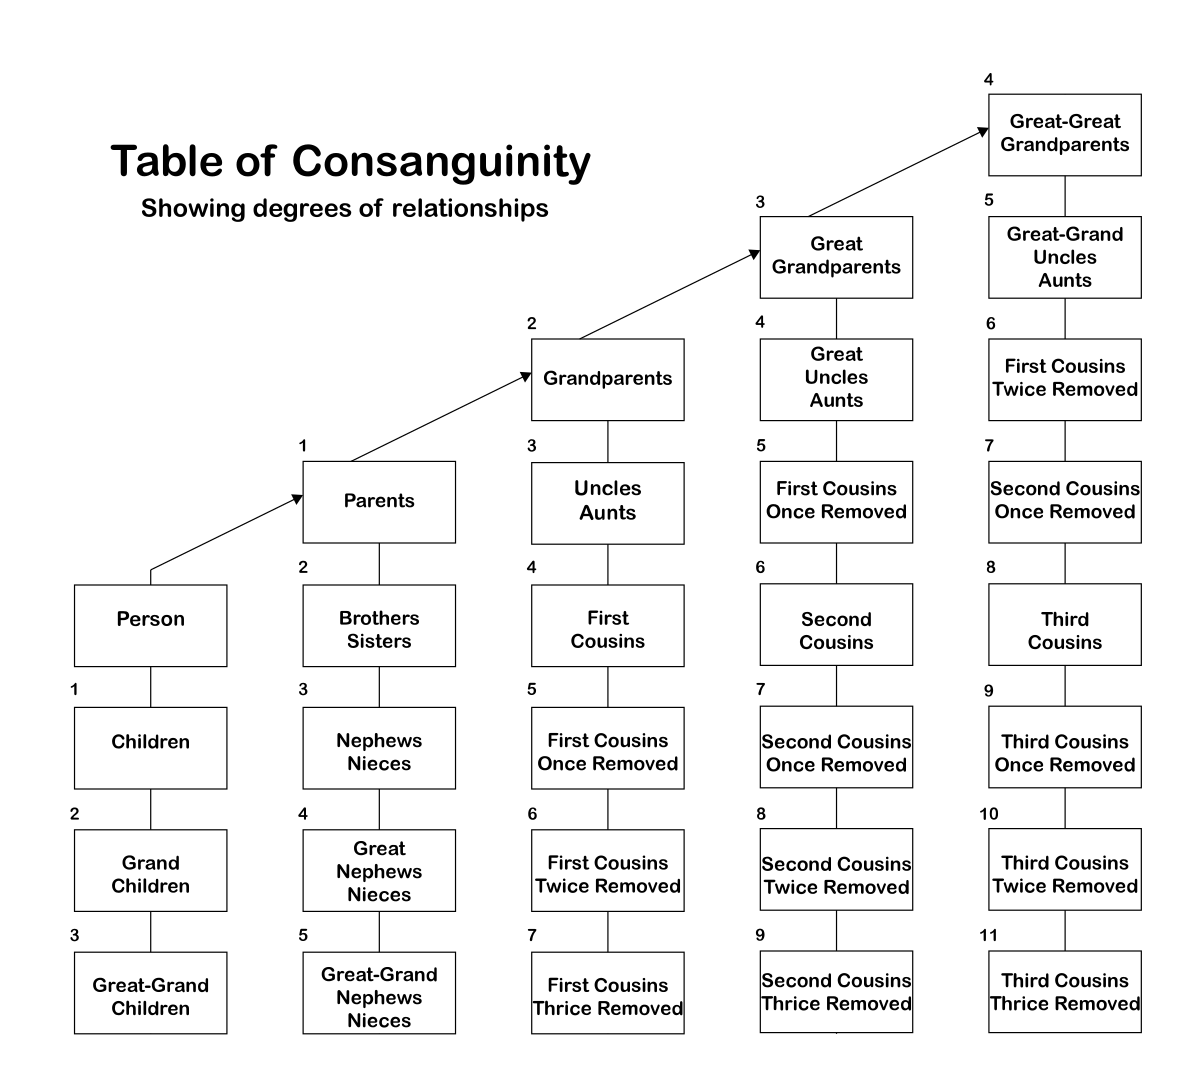 Table of Consanguinity
Showing degrees of relationships
Person
1
Children
2
Grand
Children
3
Great-Grand
Children
1
Parents
2
Brothers
Sisters
3
Nephews
Nieces
4
Great
Nephews
Nieces
5
Great-Grand
Nephews
Nieces
2
Grandparents
3
Uncles
Aunts
4
First
Cousins
5
First Cousins
Once Removed
6
First Cousins
Twice Removed
7
First Cousins
Thrice Removed
3
Great
Grandparents
4
Great
Uncles
Aunts
5
First Cousins
Once Removed
6
Second
Cousins
7
Second Cousins
Once Removed
8
Second Cousins
Twice Removed
9
Second Cousins
Thrice Removed
4
Great-Great
Grandparents
5
Great-Grand
Uncles
Aunts
6
First Cousins
Twice Removed
7
Second Cousins
Once Removed
8
Third
Cousins
9
Third Cousins
Once Removed
10
Third Cousins
Twice Removed
11
Third Cousins
Thrice Removed